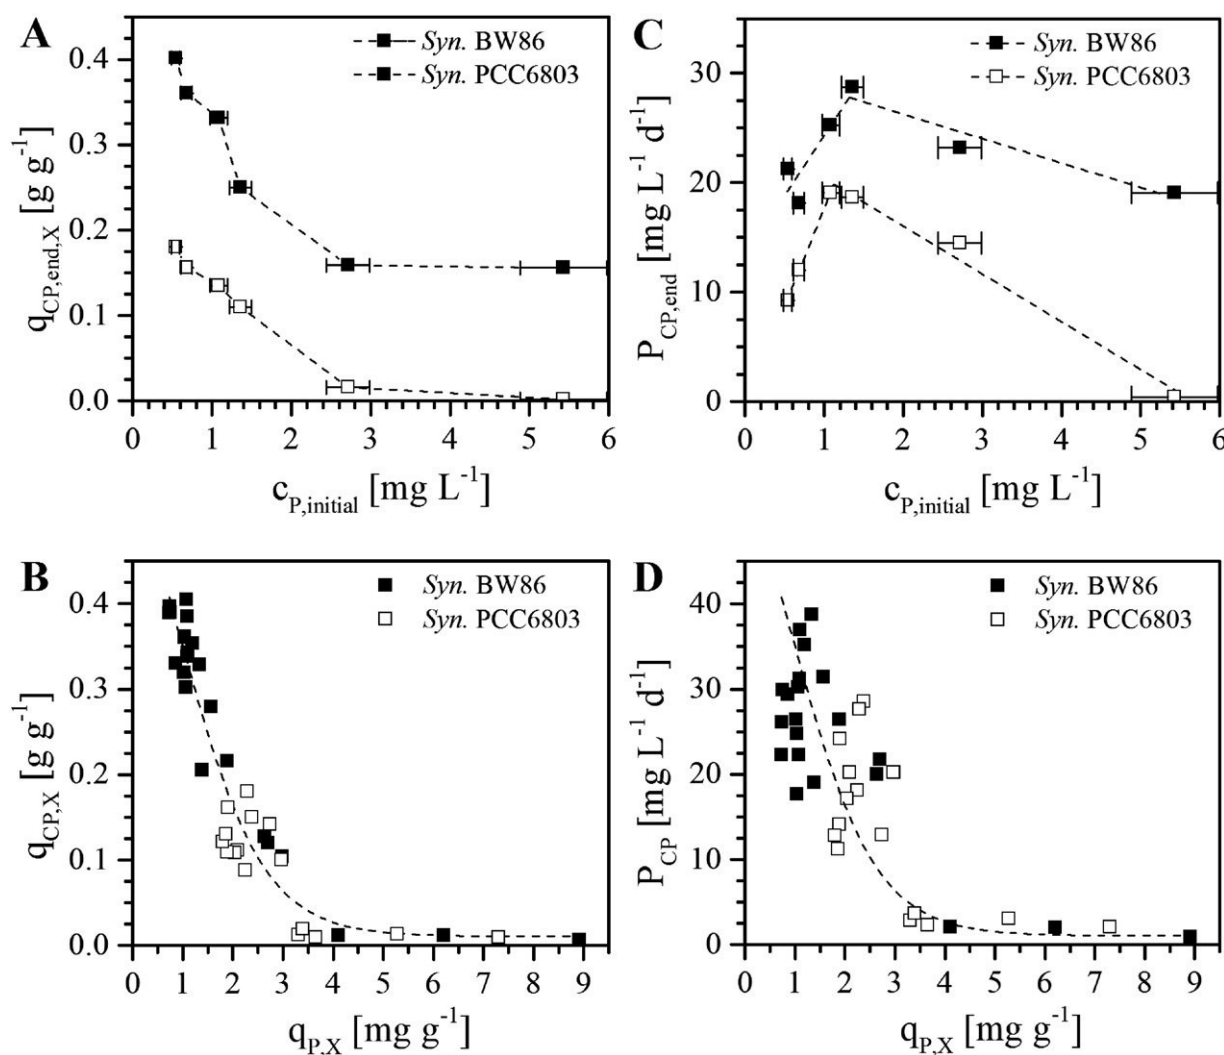 A
Syn. BW86
Syn. PCC6803
0.4
0.3
0.2
0.1
0.0
q_CP,end,X [g g⁻¹]
0 1 2 3 4 5 6
c_P,initial [mg L⁻¹]
C
Syn. BW86
Syn. PCC6803
30
20
10
0
P_CP,end [mg L⁻¹ d⁻¹]
0 1 2 3 4 5 6
c_P,initial [mg L⁻¹]
B
Syn. BW86
Syn. PCC6803
0.4
0.3
0.2
0.1
0.0
q_CP,X [g g⁻¹]
0 1 2 3 4 5 6 7 8 9
q_P,X [mg g⁻¹]
D
Syn. BW86
Syn. PCC6803
40
30
20
10
0
P_CP [mg L⁻¹ d⁻¹]
0 1 2 3 4 5 6 7 8 9
q_P,X [mg g⁻¹]